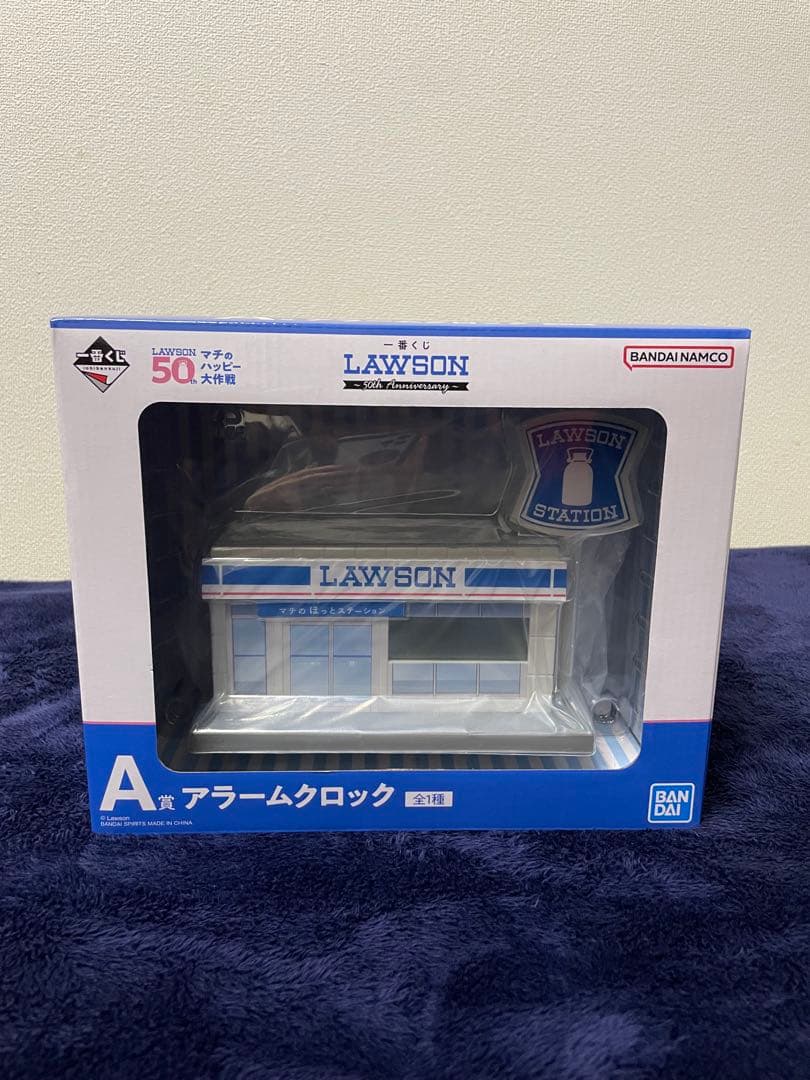 一番くじ
ICHIBANKUJI
LAWSON
50th
マチの
ハッピー
大作戦
一番くじ
LAWSON
~50th Anniversary~
BANDAI NAMCO
LAWSON
STATION
LAWSON
マチの ほっとステーション
A賞 アラームクロック 全1種
© Lawson
BANDAI SPIRITS MADE IN CHINA
BAN
DAI